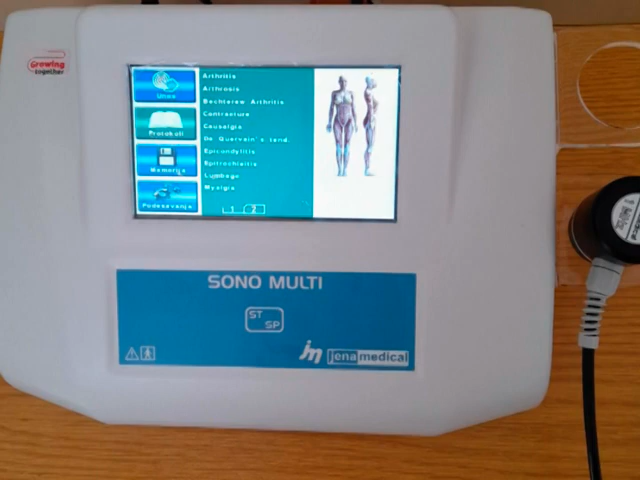 Growing
together
Unos
Protokoli
Memorija
Podesavanja
Arthritis
Arthrosis
Bechterew Arthritis
Contracture
Causalgia
De Quervain's tend.
Epicondylitis
Epitrochleitis
Lumbago
Myalgia
1 2
SONO MULTI
ST
SP
jm jenamedical